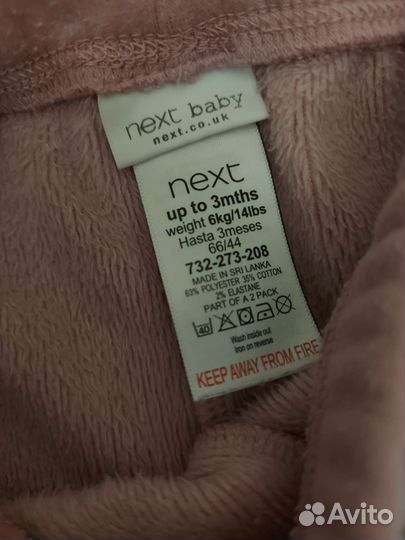 next baby
next.co.uk
next
up to 3mths
weight 6kg/14lbs
Hasta 3meses
66/44
732-273-208
MADE IN SRI LANKA
63% POLYESTER 35% COTTON
2% ELASTANE
PART OF A 2 PACK
40
Wash inside out
Iron on reverse
KEEP AWAY FROM FIRE
Avito